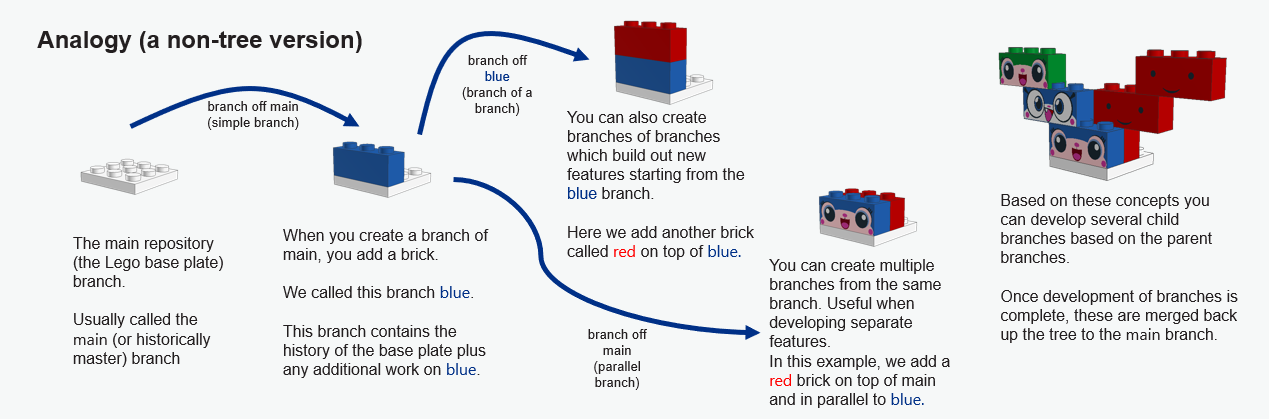 Analogy (a non-tree version)
branch off main
(simple branch)
branch off
blue
(branch of a
branch)
The main repository
(the Lego base plate)
branch.
Usually called the
main (or historically
master) branch
When you create a branch of
main, you add a brick.
We called this branch blue.
This branch contains the
history of the base plate plus
any additional work on blue.
You can also create
branches of branches
which build out new
features starting from the
blue branch.
Here we add another brick
called red on top of blue.
branch off
main
(parallel
branch)
You can create multiple
branches from the same
branch. Useful when
developing separate
features.
In this example, we add a
red brick on top of main
and in parallel to blue.
Based on these concepts you
can develop several child
branches based on the parent
branches.
Once development of branches is
complete, these are merged back
up the tree to the main branch.